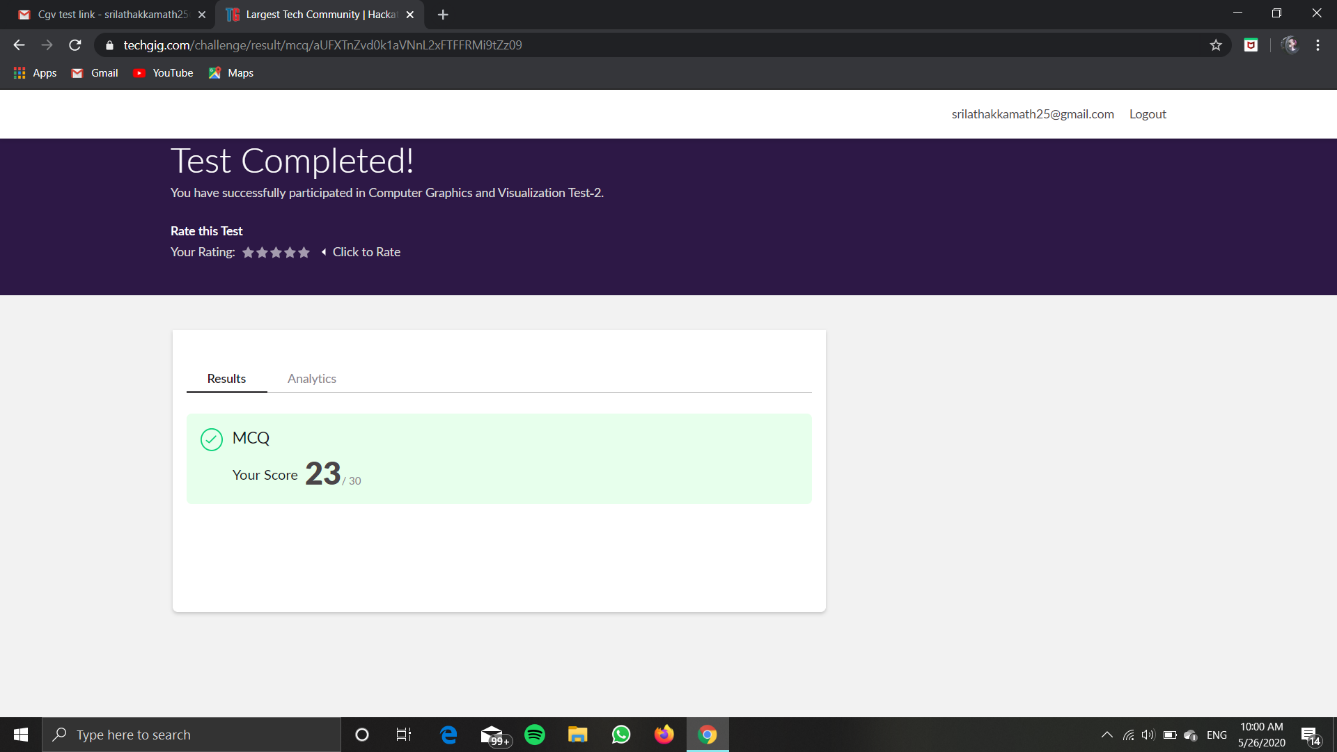 Cgv test link - srilathakkamath25
Largest Tech Community | Hacka
techgig.com/challenge/result/mcq/aUFXTnZvd0k1aVNnL2xFTFFRMi9tZz09
Apps
Gmail
YouTube
Maps
srilathakkamath25@gmail.com
Logout
Test Completed!
You have successfully participated in Computer Graphics and Visualization Test-2.
Rate this Test
Your Rating:
Click to Rate
Results
Analytics
MCQ
Your Score 23 / 30
Type here to search
99+
ENG
10:00 AM
5/26/2020
14